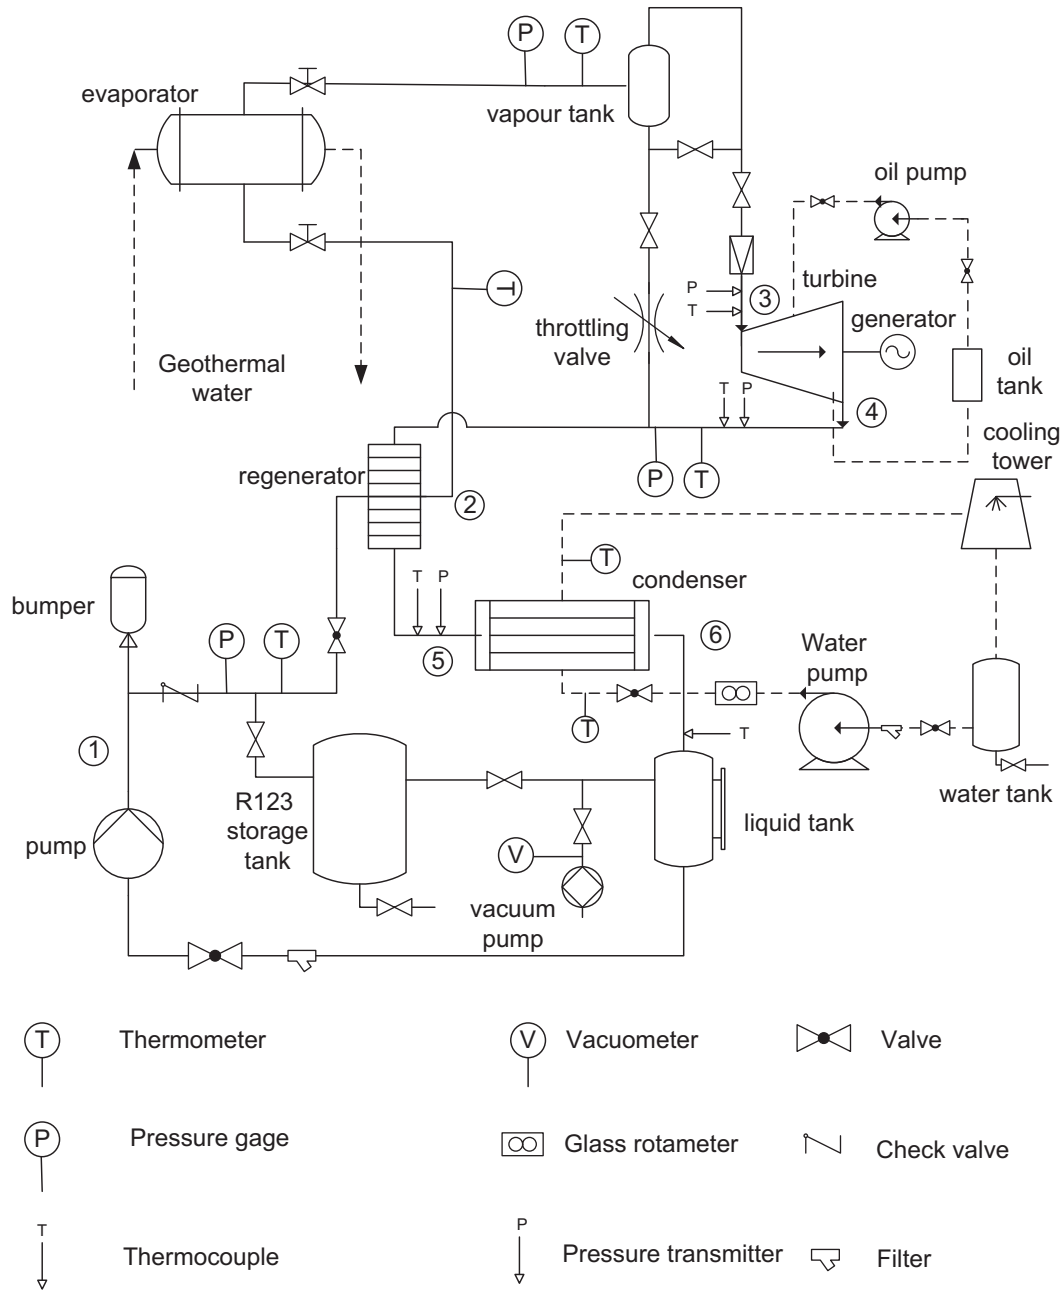 P
T
evaporator
vapour tank
oil pump
T
P
T
3
turbine
generator
throttling
valve
Geothermal
water
oil
tank
T
P
4
cooling
tower
regenerator
P
T
2
T
condenser
T
P
bumper
P
T
5
6
Water
pump
T
T
1
R123
storage
tank
water tank
liquid tank
pump
V
vacuum
pump
T
Thermometer
V
Vacuometer
Valve
P
Pressure gage
Glass rotameter
Check valve
T
Thermocouple
P
Pressure transmitter
Filter